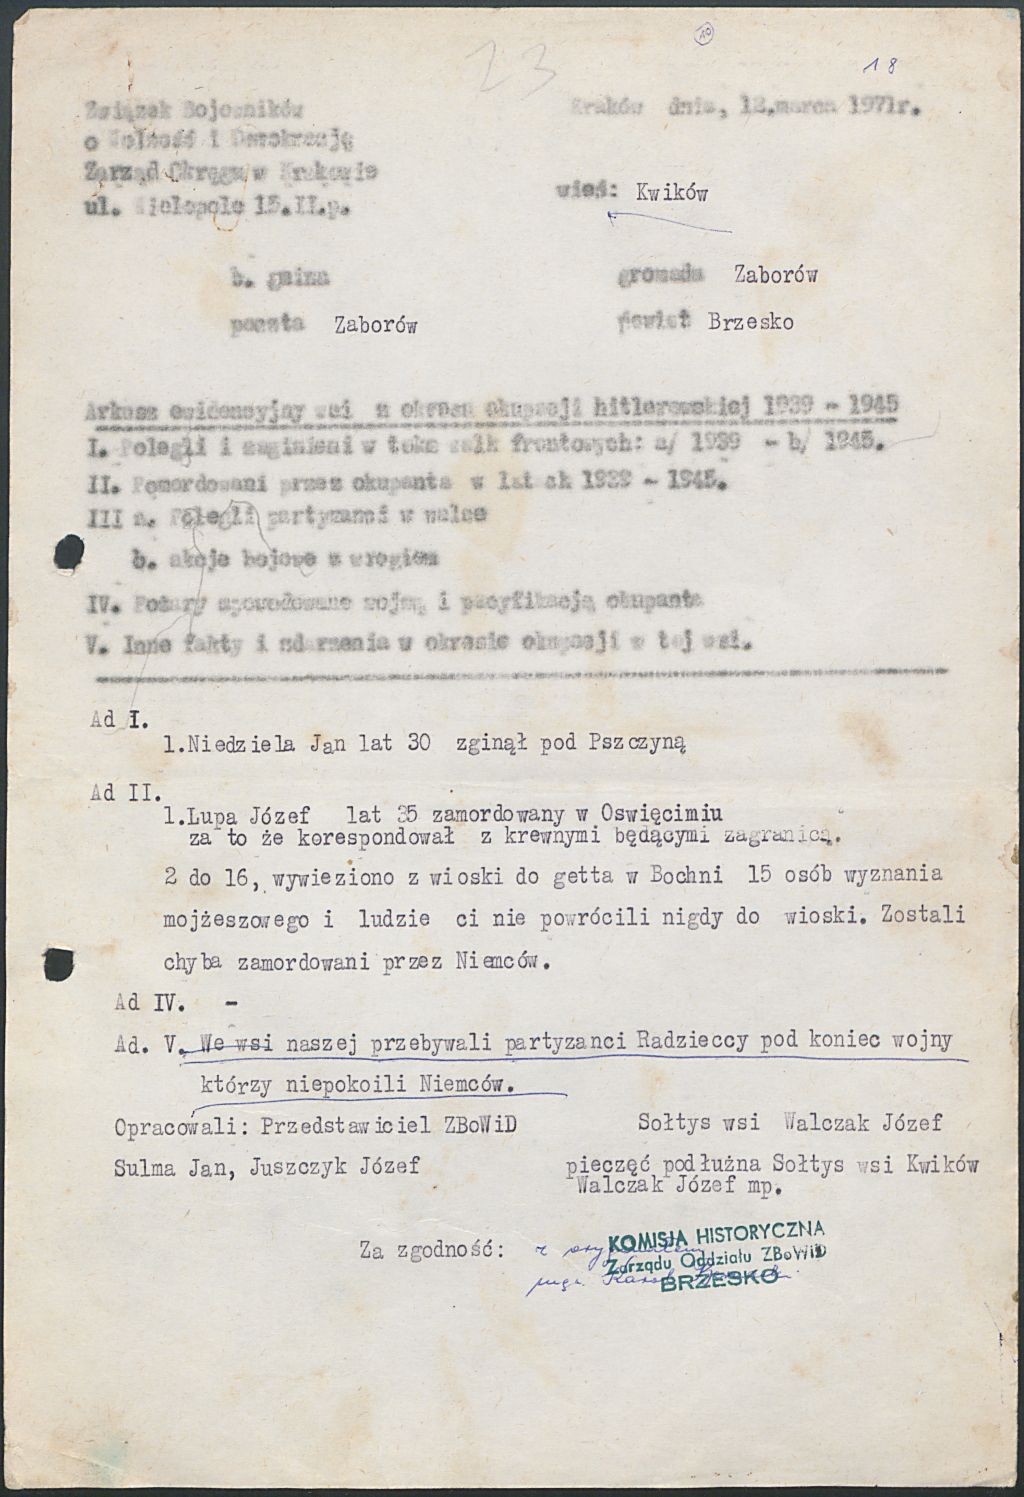 10
18
23
Związek Bojowników
o Wolność i Demokrację
Zarząd Okręgu w Krakowie
ul. Wielopole 15.II.p.
Kraków dnia, 12.marca 1971r.
wieś: Kwików
b. gmina
gromada Zaborów
poczta Zaborów
powiat Brzesko
Arkusz ewidencyjny wsi z okresu okupacji hitlerowskiej 1939 - 1945
I. Polegli i zaginieni w toku walk frontowych: a/ 1939 - b/ 1945.
II. Pomordowani przez okupanta w latach 1939 - 1945.
III a. Polegli partyzanci w walce
b. akcje bojowe z wrogiem
IV. Pożary spowodowane wojną i pacyfikacją okupanta
V. Inne fakty i zdarzenia w okresie okupacji w tej wsi.
Ad I.
1.Niedziela Jan lat 30 zginął pod Pszczyną
Ad II.
1.Lupa Józef lat 35 zamordowany w Oswięcimiu
za to że korespondował z krewnymi będącymi zagranicą.
2 do 16, wywieziono z wioski do getta w Bochni 15 osób wyznania
mojżeszowego i ludzie ci nie powrócili nigdy do wioski. Zostali
chyba zamordowani przez Niemców.
Ad IV. -
Ad. V. We wsi naszej przebywali partyzanci Radzieccy pod koniec wojny
którzy niepokoili Niemców.
Opracowali: Przedstawiciel ZBoWiD
Sołtys wsi Walczak Józef
Sulma Jan, Juszczyk Józef
pieczęć podłużna Sołtys wsi Kwików
Walczak Józef mp.
Za zgodność: z oryginałem
mgr.
KOMISJA HISTORYCZNA
Zarządu Oddziału ZBoWiD
BRZESKO